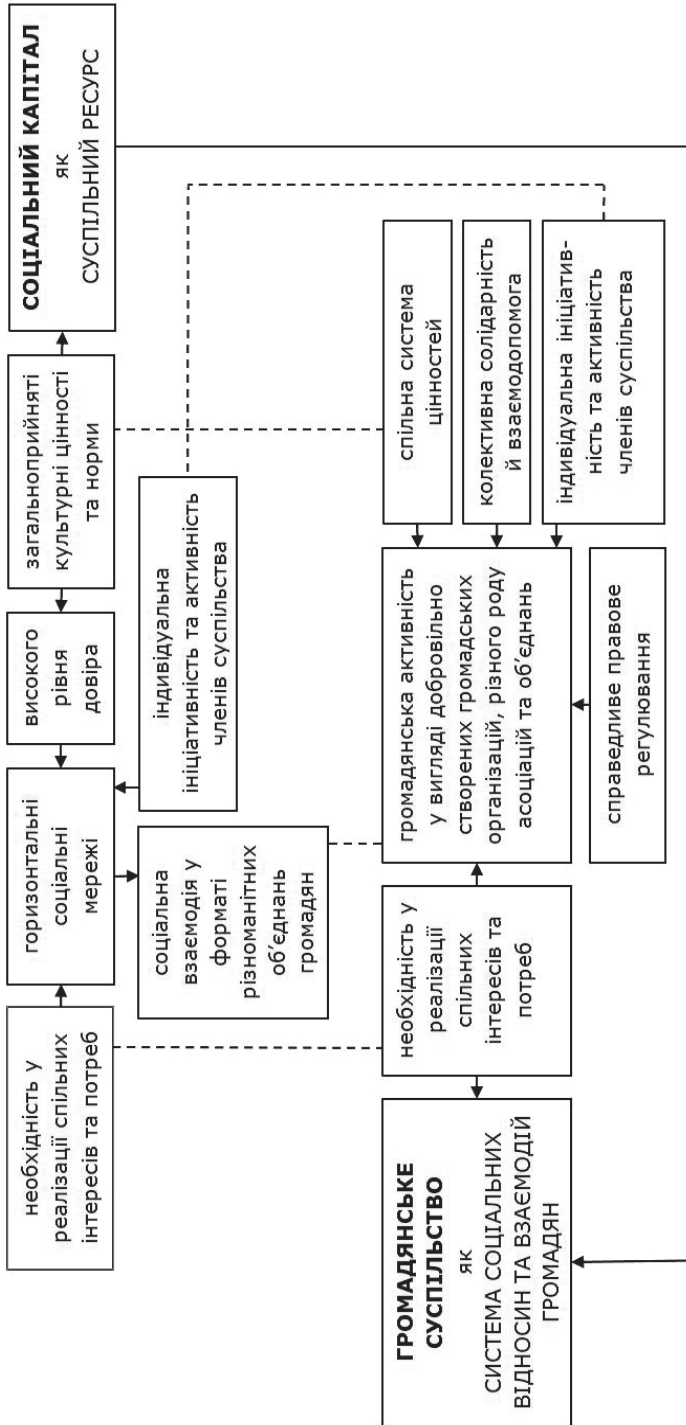 необхідність у
реалізації спільних
інтересів та потреб
горизонтальні
соціальні
мережі
високого
рівня
довіра
загальноприйняті
культурні цінності
та норми
СОЦІАЛЬНИЙ КАПІТАЛ
як
СУСПІЛЬНИЙ РЕСУРС
соціальна
взаємодія у
форматі
різноманітних
об’єднань
громадян
індивідуальна
ініціативність та активність
членів суспільства
ГРОМАДЯНСЬКЕ
СУСПІЛЬСТВО
як
СИСТЕМА СОЦІАЛЬНИХ
ВІДНОСИН ТА ВЗАЄМОДІЙ
ГРОМАДЯН
необхідність у
реалізації
спільних
інтересів та
потреб
громадянська активність
у вигляді добровільно
створених громадських
організацій, різного роду
асоціацій та об’єднань
спільна система
цінностей
колективна солідарність
й взаємодопомога
індивідуальна ініціатив-
ність та активність
членів суспільства
справедливе правове
регулювання